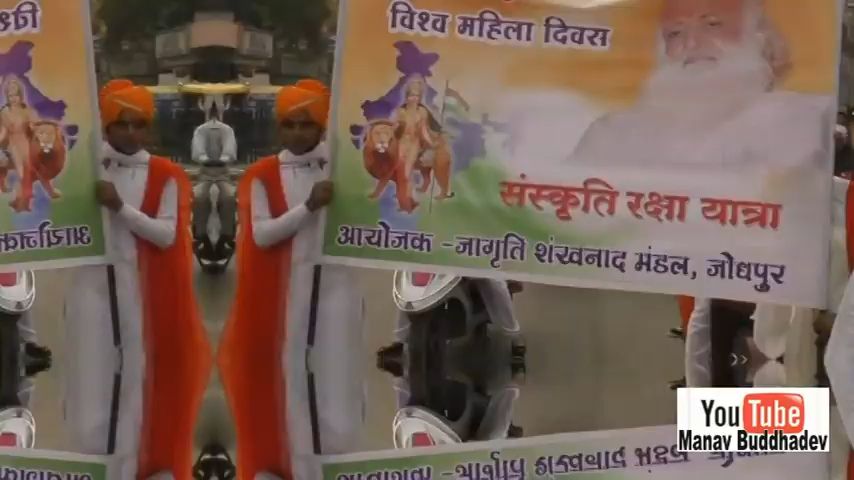 विश्व महिला दिवस
संस्कृति रक्षा यात्रा
आयोजक -जागृति शंखनाद मंडल, जोधपुर
YouTube
Manav Buddhadev